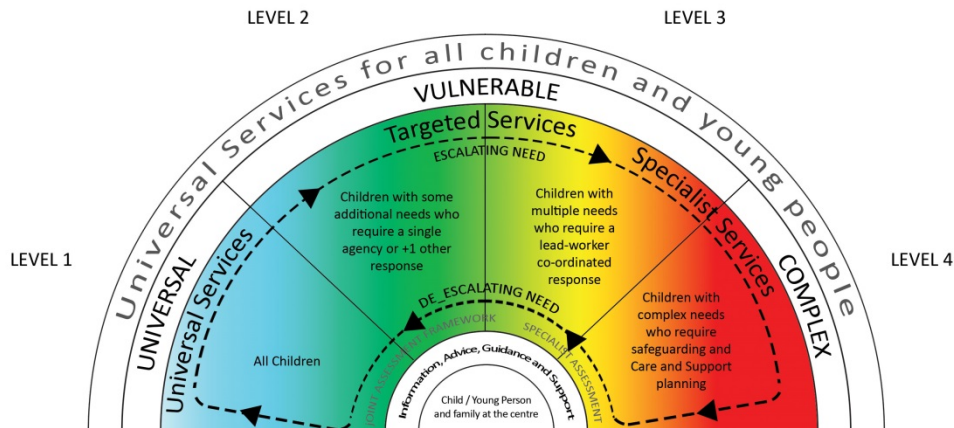 LEVEL 2
LEVEL 3
LEVEL 1
LEVEL 4
Universal Services for all children and young people
UNIVERSAL
VULNERABLE
COMPLEX
Universal Services
Targeted Services
Specialist Services
ESCALATING NEED
Children with some
additional needs who
require a single
agency or +1 other
response
Children with
multiple needs
who require a
lead-worker
co-ordinated
response
All Children
Children with
complex needs
who require
safeguarding and
Care and Support
planning
DE_ESCALATING NEED
JOINT ASSESSMENT FRAMEWORK
SPECIALIST ASSESSMENT
Information, Advice, Guidance and Support
Child / Young Person
and family at the centre